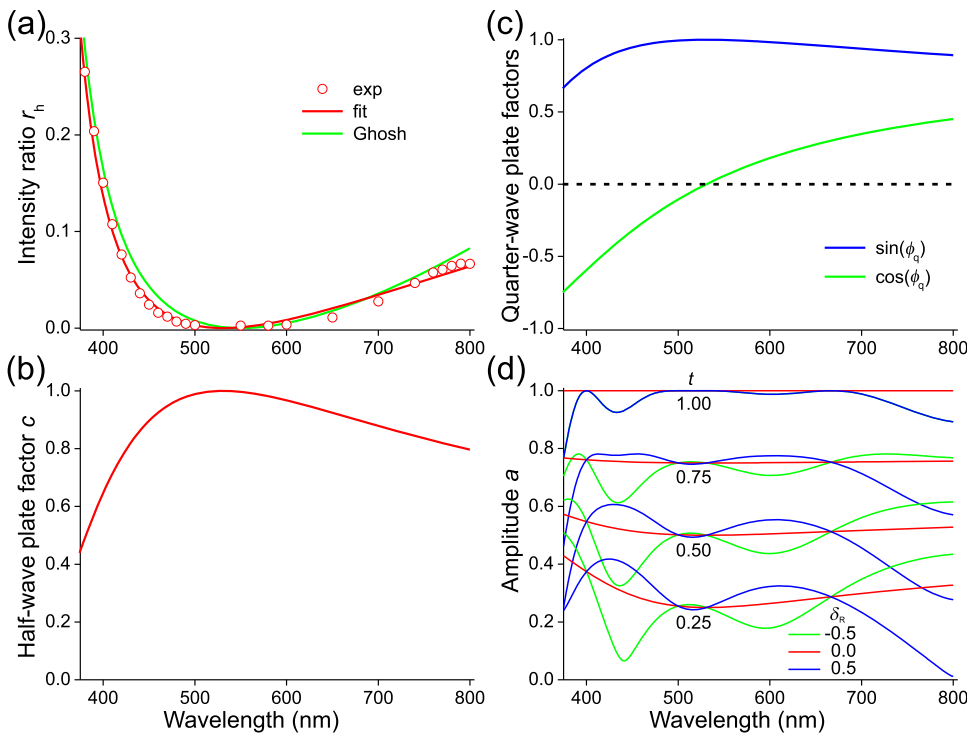 (a)
Intensity ratio r_h
0.3
0.2
0.1
0.0
400 500 600 700 800
exp
fit
Ghosh
(c)
Quarter-wave plate factors
1.0
0.5
0.0
-0.5
-1.0
400 500 600 700 800
sin(ϕ_q)
cos(ϕ_q)
(b)
Half-wave plate factor c
1.0
0.8
0.6
0.4
0.2
0.0
400 500 600 700 800
Wavelength (nm)
(d)
Amplitude a
1.0
0.8
0.6
0.4
0.2
0.0
t
1.00
0.75
0.50
0.25
δ_R
-0.5
0.0
0.5
400 500 600 700 800
Wavelength (nm)